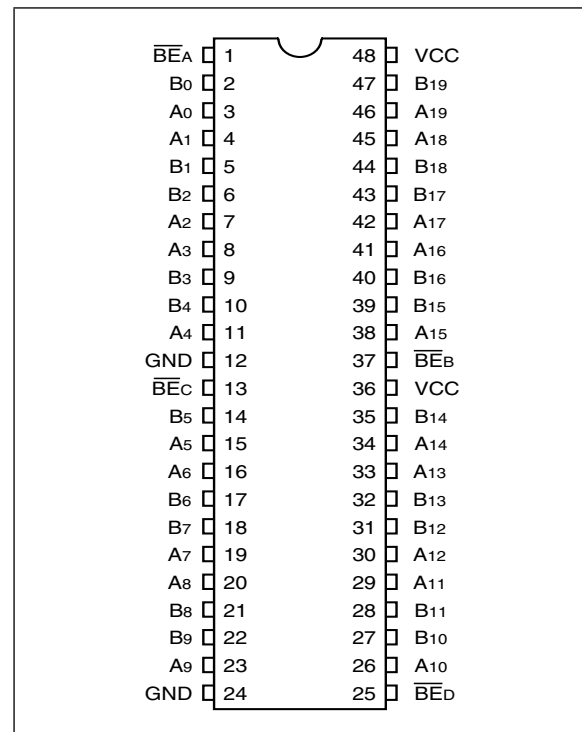 B̅E̅A 1 48 VCC
B0 2 47 B19
A0 3 46 A19
A1 4 45 A18
B1 5 44 B18
B2 6 43 B17
A2 7 42 A17
A3 8 41 A16
B3 9 40 B16
B4 10 39 B15
A4 11 38 A15
GND 12 37 B̅E̅B
B̅E̅C 13 36 VCC
B5 14 35 B14
A5 15 34 A14
A6 16 33 A13
B6 17 32 B13
B7 18 31 B12
A7 19 30 A12
A8 20 29 A11
B8 21 28 B11
B9 22 27 B10
A9 23 26 A10
GND 24 25 B̅E̅D